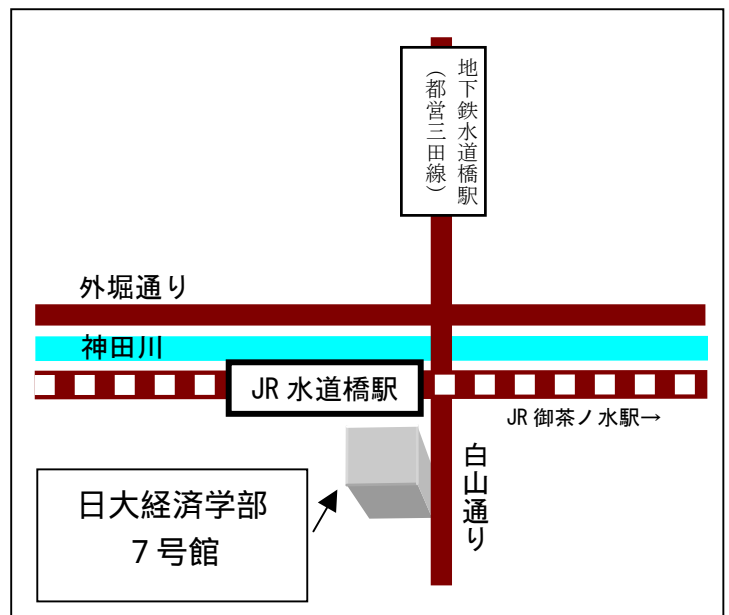 地下鉄水道橋駅
（都営三田線）
外堀通り
神田川
JR 水道橋駅
JR 御茶ノ水駅→
白山通り
日大経済学部
７号館